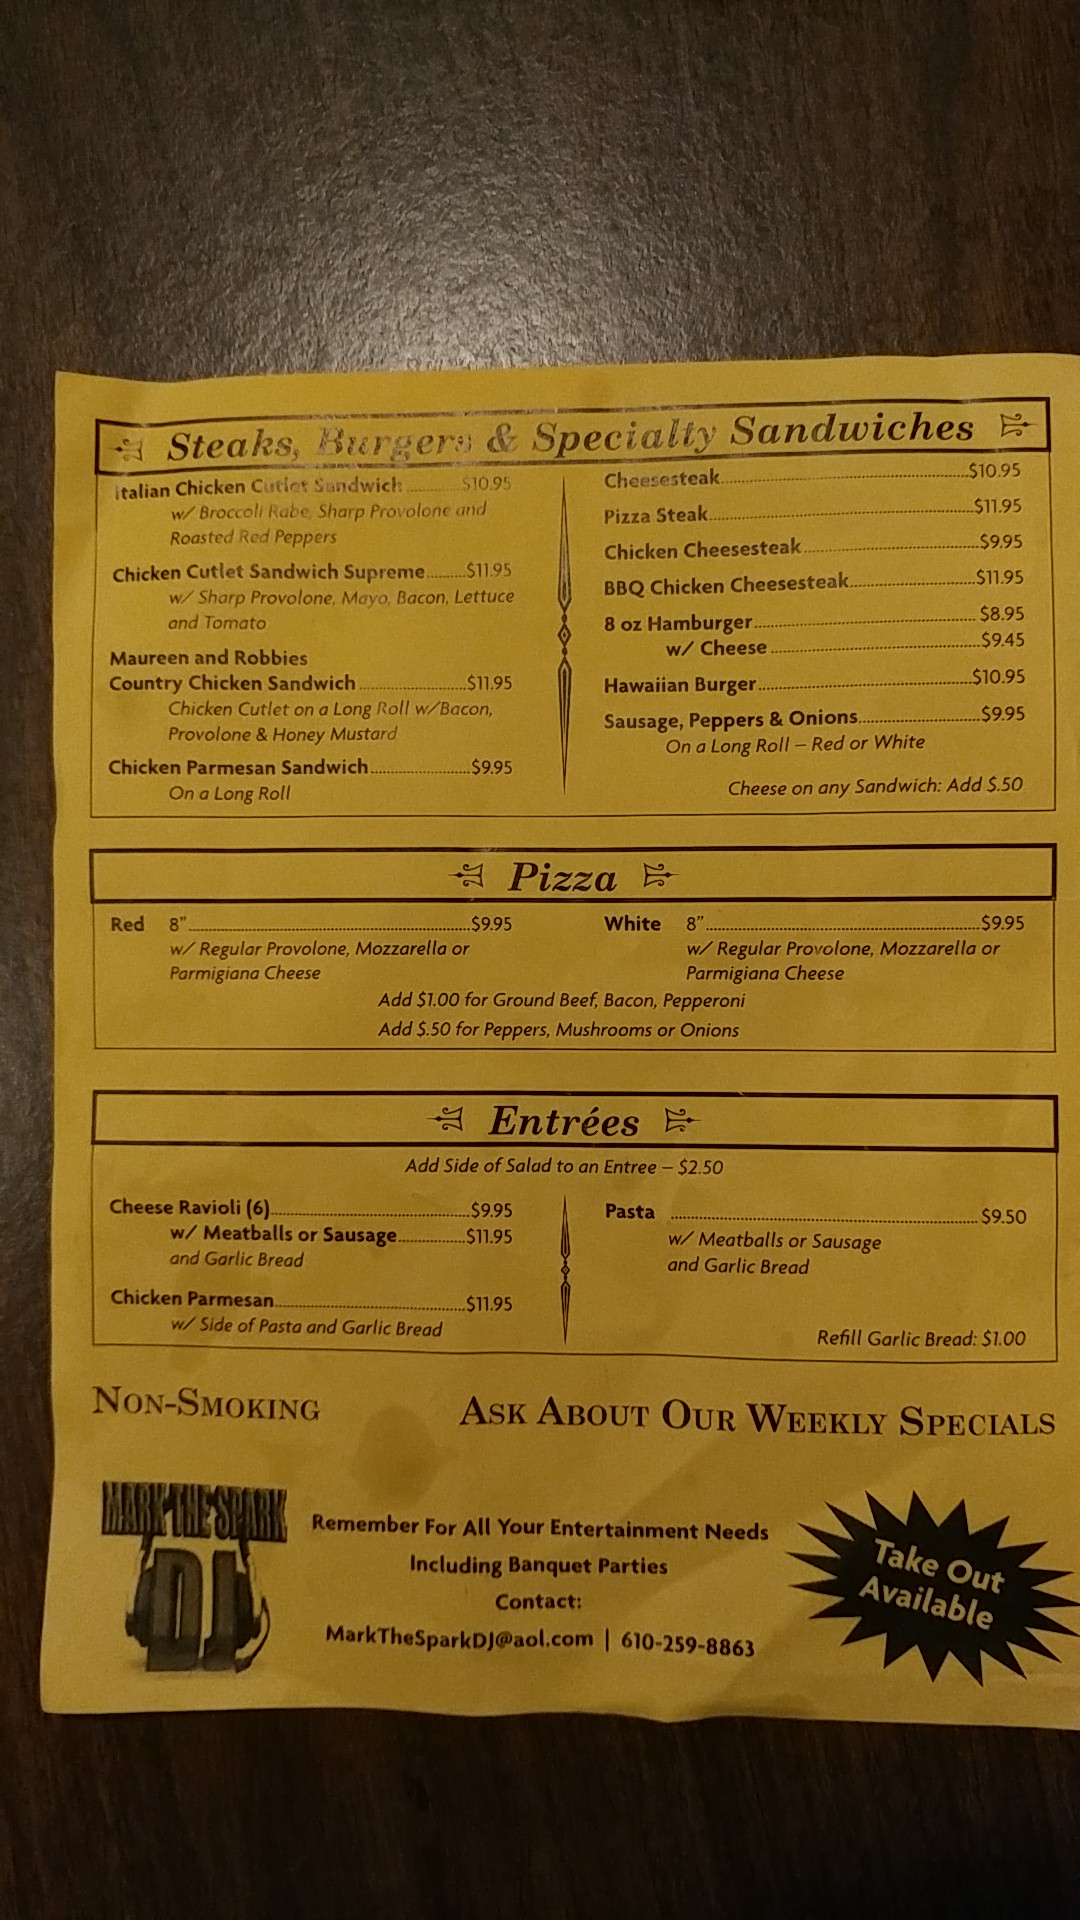 Steaks, Burgers & Specialty Sandwiches
Italian Chicken Cutlet Sandwich $10.95
w/ Broccoli Rabe, Sharp Provolone and
Roasted Red Peppers
Chicken Cutlet Sandwich Supreme $11.95
w/ Sharp Provolone, Mayo, Bacon, Lettuce
and Tomato
Maureen and Robbies
Country Chicken Sandwich $11.95
Chicken Cutlet on a Long Roll w/Bacon,
Provolone & Honey Mustard
Chicken Parmesan Sandwich $9.95
On a Long Roll
Cheesesteak $10.95
Pizza Steak $11.95
Chicken Cheesesteak $9.95
BBQ Chicken Cheesesteak $11.95
8 oz Hamburger $8.95
w/ Cheese $9.45
Hawaiian Burger $10.95
Sausage, Peppers & Onions $9.95
On a Long Roll – Red or White
Cheese on any Sandwich: Add $.50
Pizza
Red 8" $9.95
w/ Regular Provolone, Mozzarella or
Parmigiana Cheese
White 8" $9.95
w/ Regular Provolone, Mozzarella or
Parmigiana Cheese
Add $1.00 for Ground Beef, Bacon, Pepperoni
Add $.50 for Peppers, Mushrooms or Onions
Entrées
Add Side of Salad to an Entree – $2.50
Cheese Ravioli (6) $9.95
w/ Meatballs or Sausage $11.95
and Garlic Bread
Chicken Parmesan $11.95
w/ Side of Pasta and Garlic Bread
Pasta $9.50
w/ Meatballs or Sausage
and Garlic Bread
Refill Garlic Bread: $1.00
Non-Smoking
Ask About Our Weekly Specials
MARK THE SPARK
DJ
Remember For All Your Entertainment Needs
Including Banquet Parties
Contact:
MarkTheSparkDJ@aol.com | 610-259-8863
Take Out
Available